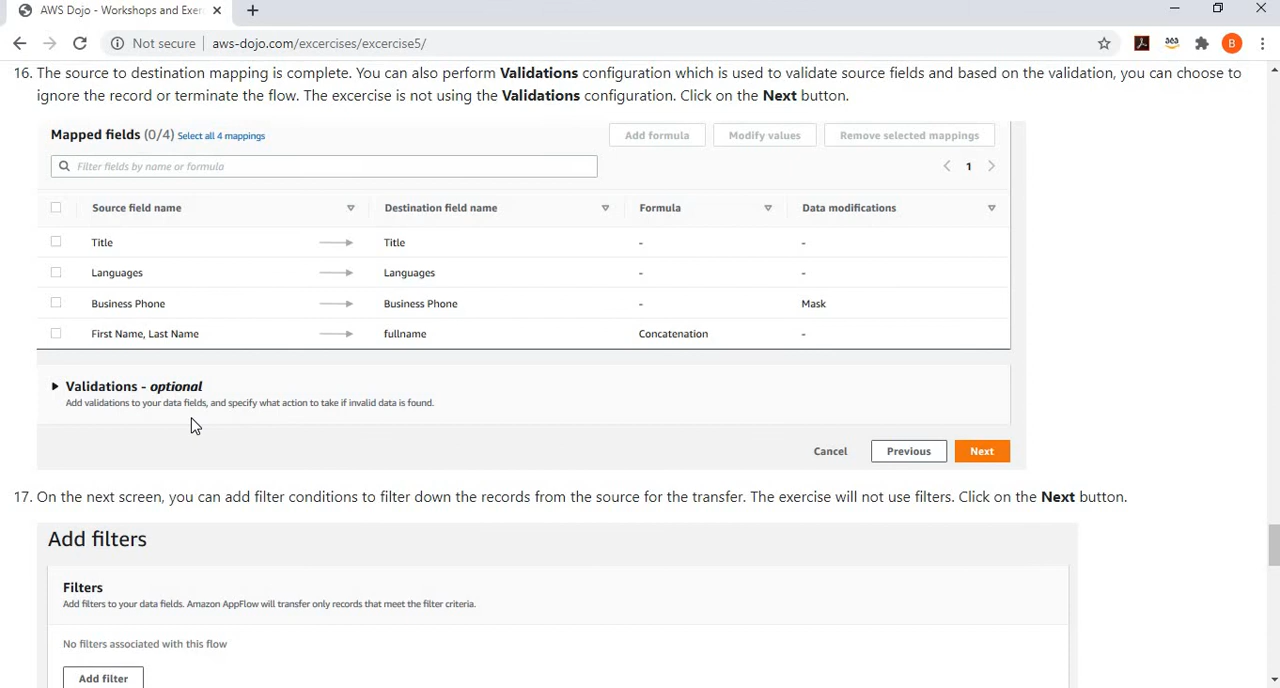 AWS Dojo - Workshops and Exer
Not secure
aws-dojo.com/excercises/excercise5/
B
16. The source to destination mapping is complete. You can also perform Validations configuration which is used to validate source fields and based on the validation, you can choose to
ignore the record or terminate the flow. The excercise is not using the Validations configuration. Click on the Next button.
Mapped fields (0/4) Select all 4 mappings
Add formula
Modify values
Remove selected mappings
Filter fields by name or formula
1
Source field name
Destination field name
Formula
Data modifications
Title
Title
-
-
Languages
Languages
-
-
Business Phone
Business Phone
-
Mask
First Name, Last Name
fullname
Concatenation
-
Validations - optional
Add validations to your data fields, and specify what action to take if invalid data is found.
Cancel
Previous
Next
17. On the next screen, you can add filter conditions to filter down the records from the source for the transfer. The exercise will not use filters. Click on the Next button.
Add filters
Filters
Add filters to your data fields. Amazon AppFlow will transfer only records that meet the filter criteria.
No filters associated with this flow
Add filter